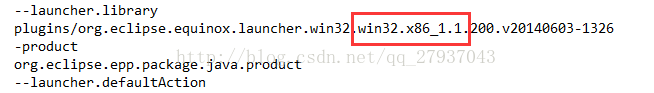 --launcher.library
plugins/org.eclipse.equinox.launcher.win32.win32.x86_1.1.200.v20140603-1326
-product
http://blog.csdn.net/qq_27937043
org.eclipse.epp.package.java.product
--launcher.defaultAction